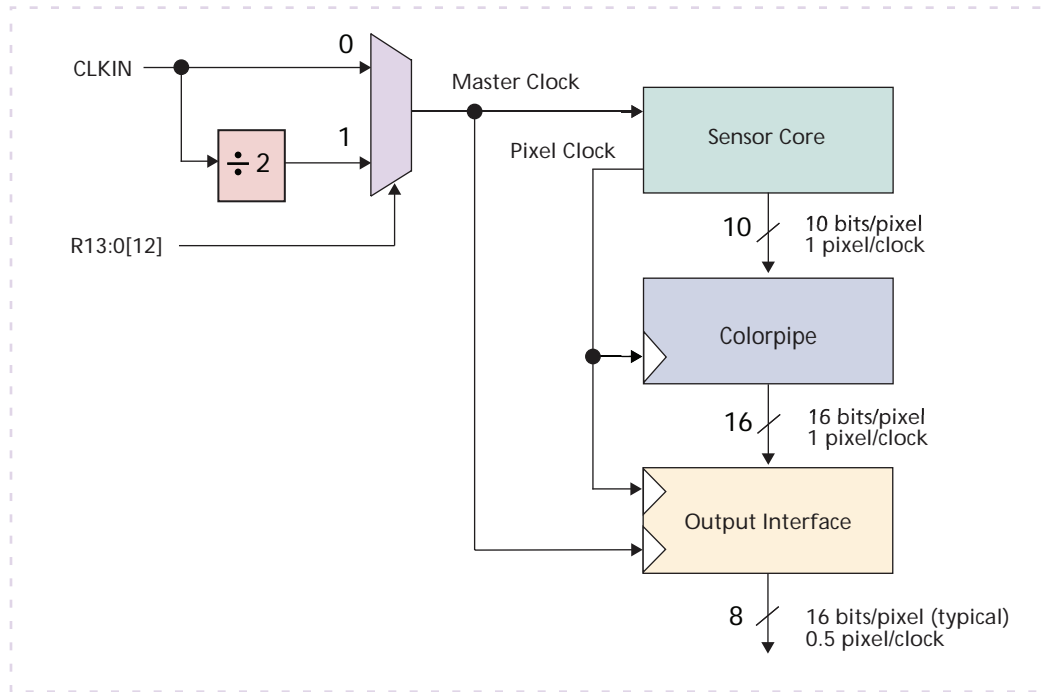 0
CLKIN
Master Clock
÷ 2
1
Pixel Clock
Sensor Core
R13:0[12]
10
10 bits/pixel
1 pixel/clock
Colorpipe
16
16 bits/pixel
1 pixel/clock
Output Interface
8
16 bits/pixel (typical)
0.5 pixel/clock